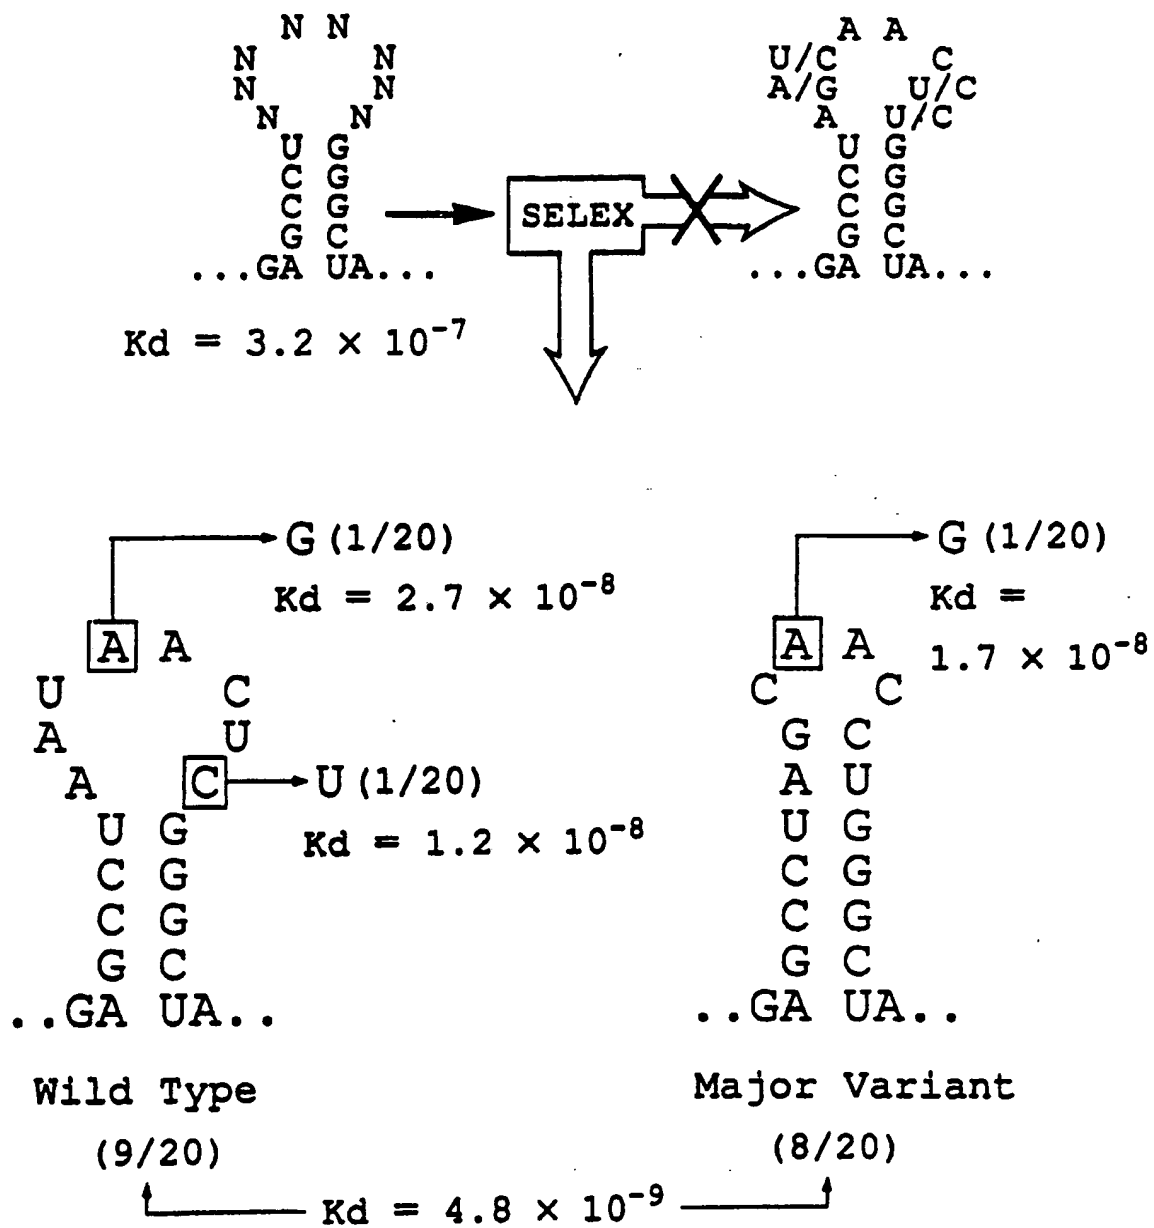 N N
N N
N N
N N
U G
C G
C G
G C
...GA UA...
Kd = 3.2 × 10⁻⁷
SELEX
A A
U/C C
A/G U/C
A U/C
U G
C G
C G
G C
...GA UA...
G (1/20)
Kd = 2.7 × 10⁻⁸
A A
U C
A U
A C
U (1/20)
Kd = 1.2 × 10⁻⁸
U G
C G
C G
G C
..GA UA..
Wild Type
(9/20)
G (1/20)
Kd =
1.7 × 10⁻⁸
A A
C C
G C
A U
U G
C G
C G
G C
..GA UA..
Major Variant
(8/20)
Kd = 4.8 × 10⁻⁹